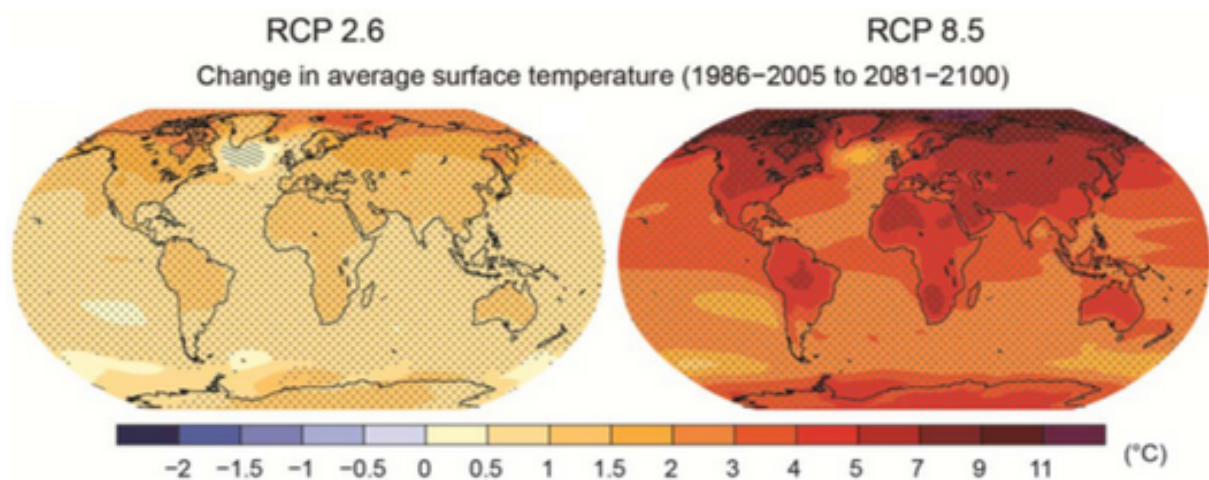 RCP 2.6 RCP 8.5
Change in average surface temperature (1986−2005 to 2081−2100)
−2 −1.5 −1 −0.5 0 0.5 1 1.5 2 3 4 5 7 9 11 (°C)